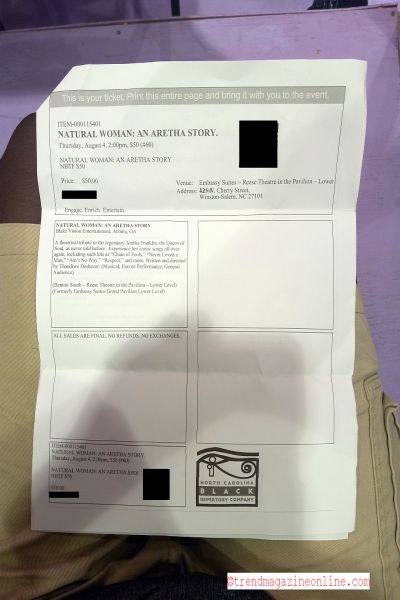 This is your ticket. Print this entire page and bring it with you to the event.
ITEM-000115401
NATURAL WOMAN: AN ARETHA STORY.
Thursday, August 4, 2:00pm, $50 (#60)
NATURAL WOMAN: AN ARETHA STORY
NBTF $50
Price: $50.00
Venue: Embassy Suites - Reese Theatre in the Pavilion - Lower
Address: Cherry Street,
Winston-Salem, NC 27101
Engage. Enrich. Entertain.
NATURAL WOMAN: AN ARETHA STORY
Blake Vision Entertainment, Atlanta, GA
A theatrical tribute to the legendary Aretha Franklin, the Queen of
Soul, as never told before. Experience her iconic songs all over
again, including such hits as "Chain of Fools," "Never Loved a
Man," "Ain't No Way," "Respect," and more. Written and directed
by Thandiwe (Musical, Encore Performance, General
Audience)
(Benton South - Reese Theatre in the Pavilion - Lower Level)
(Formerly Embassy Suites Grand Pavilion Lower Level)
ALL SALES ARE FINAL, NO REFUNDS, NO EXCHANGES.
ITEM-000115401
NATURAL WOMAN: AN ARETHA STORY.
Thursday, August 4, 2:00pm, $50 (#60)
NATURAL WOMAN: AN ARETHA STORY
NBTF $50
$50.00
NORTH CAROLINA
BLACK
REPERTORY COMPANY
©trendmagazineonline.com